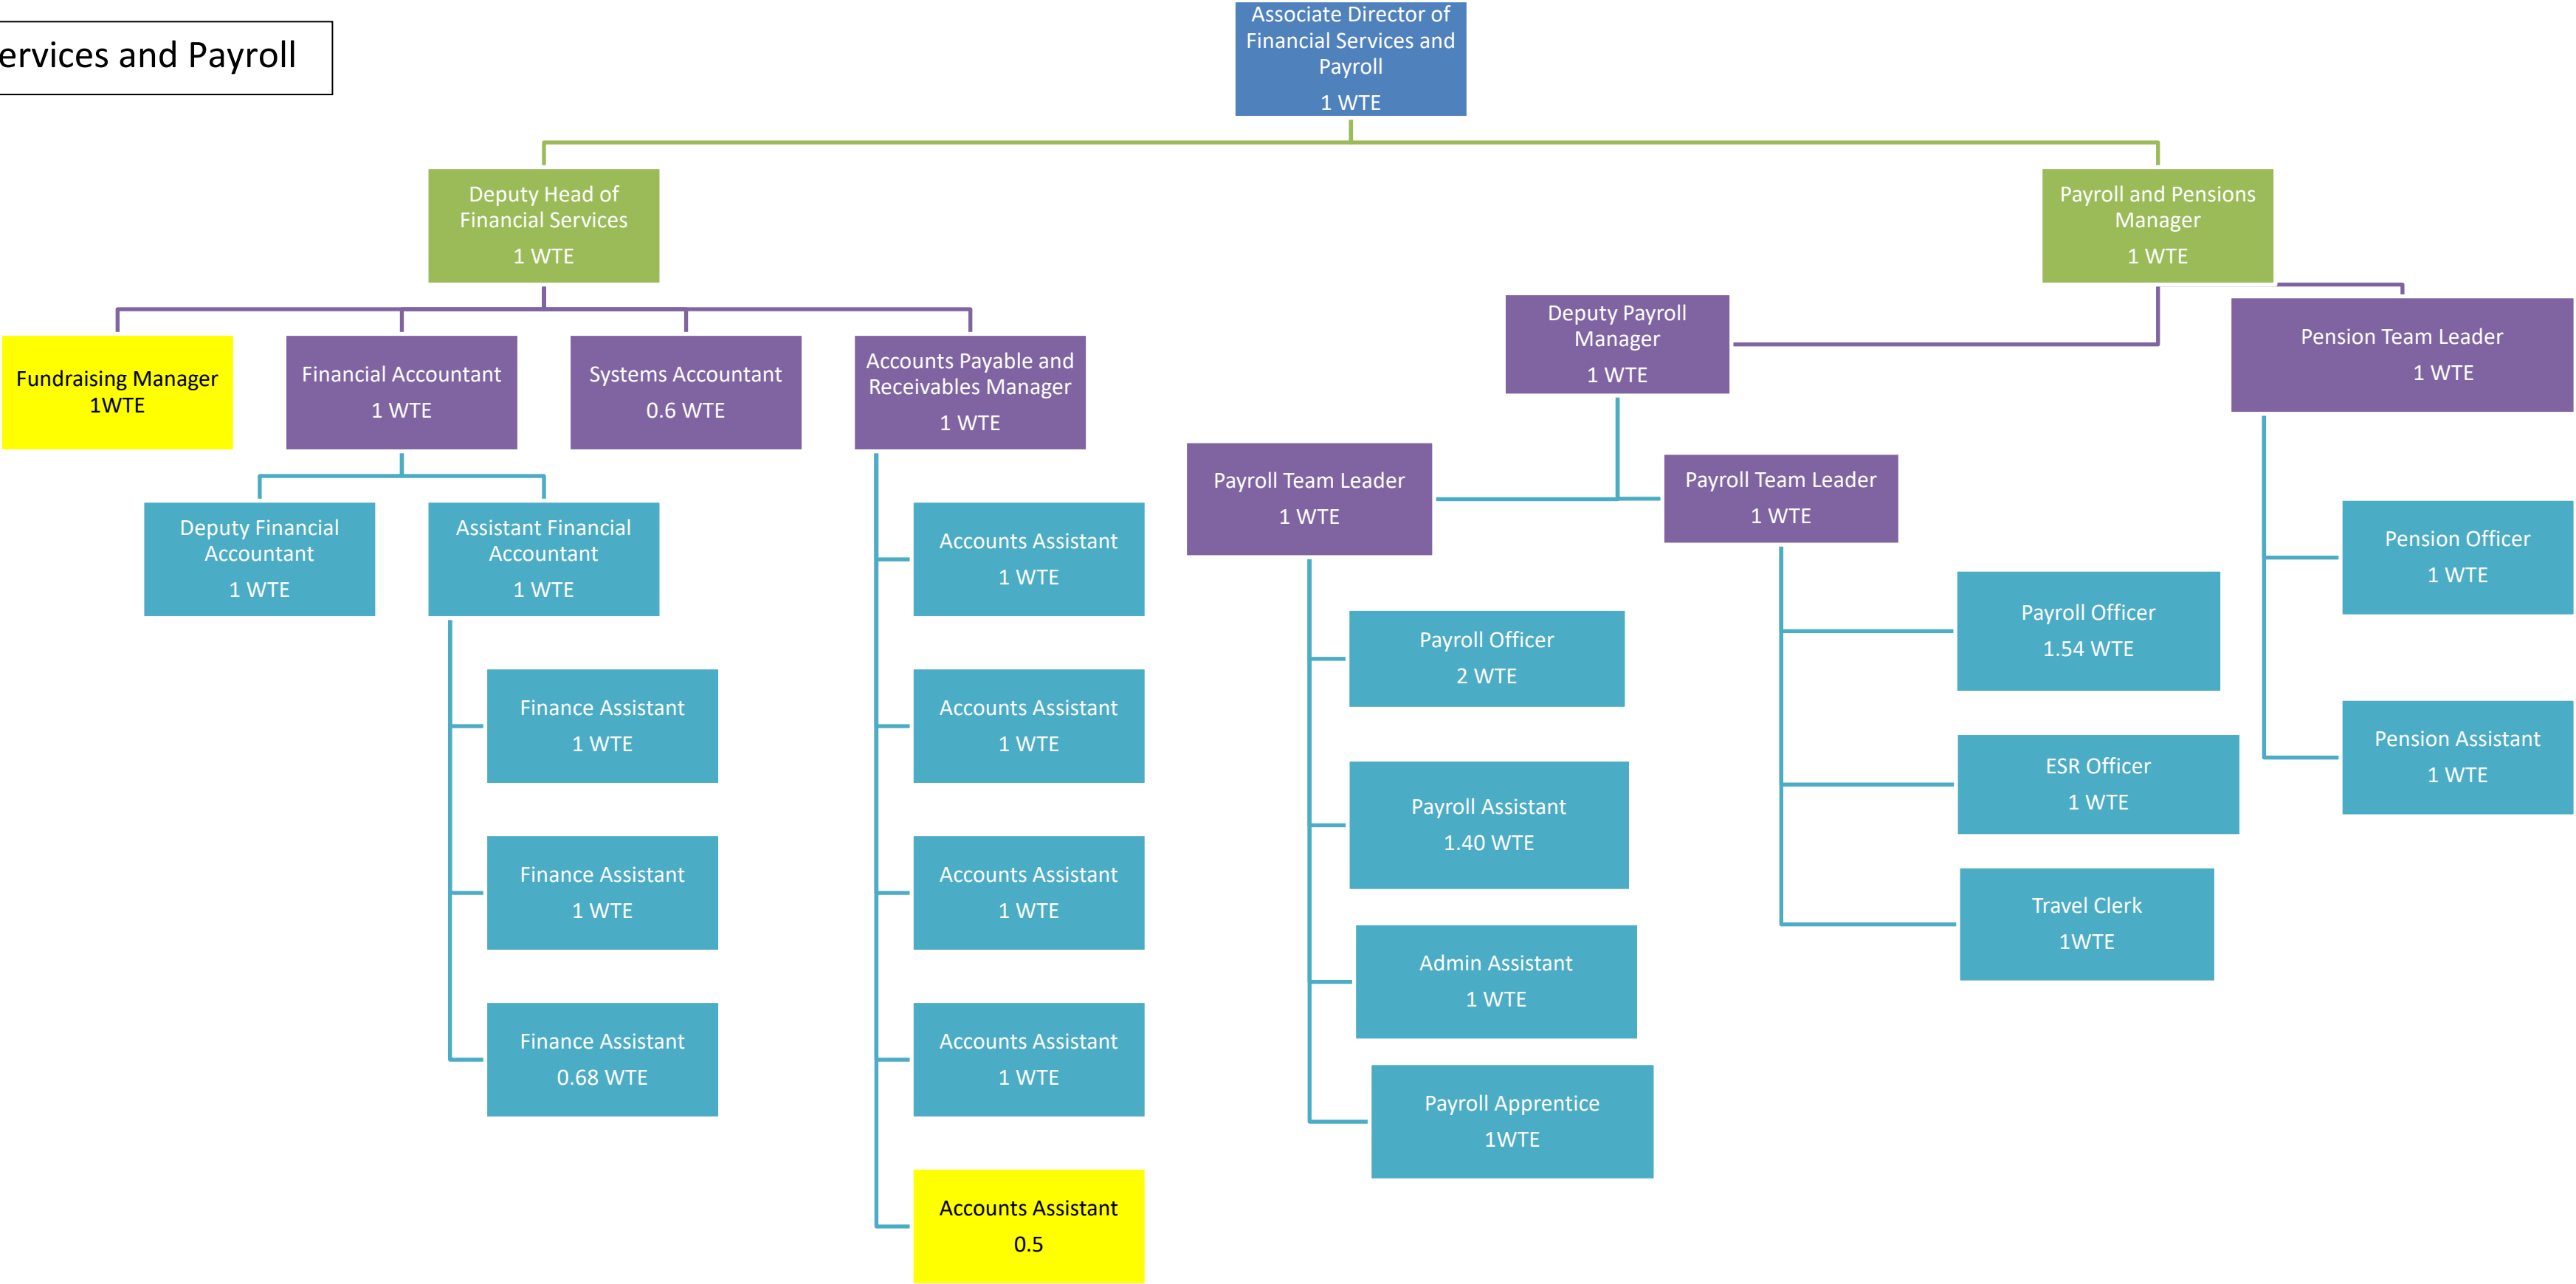 ervices and Payroll
Associate Director of
Financial Services and
Payroll
1 WTE
Deputy Head of
Financial Services
1 WTE
Payroll and Pensions
Manager
1 WTE
Fundraising Manager
1WTE
Financial Accountant
1 WTE
Systems Accountant
0.6 WTE
Accounts Payable and
Receivables Manager
1 WTE
Deputy Payroll
Manager
1 WTE
Pension Team Leader
1 WTE
Deputy Financial
Accountant
1 WTE
Assistant Financial
Accountant
1 WTE
Finance Assistant
1 WTE
Finance Assistant
1 WTE
Finance Assistant
0.68 WTE
Accounts Assistant
1 WTE
Accounts Assistant
1 WTE
Accounts Assistant
1 WTE
Accounts Assistant
1 WTE
Accounts Assistant
0.5
Payroll Team Leader
1 WTE
Payroll Officer
2 WTE
Payroll Assistant
1.40 WTE
Admin Assistant
1 WTE
Payroll Apprentice
1WTE
Payroll Team Leader
1 WTE
Payroll Officer
1.54 WTE
ESR Officer
1 WTE
Travel Clerk
1WTE
Pension Officer
1 WTE
Pension Assistant
1 WTE